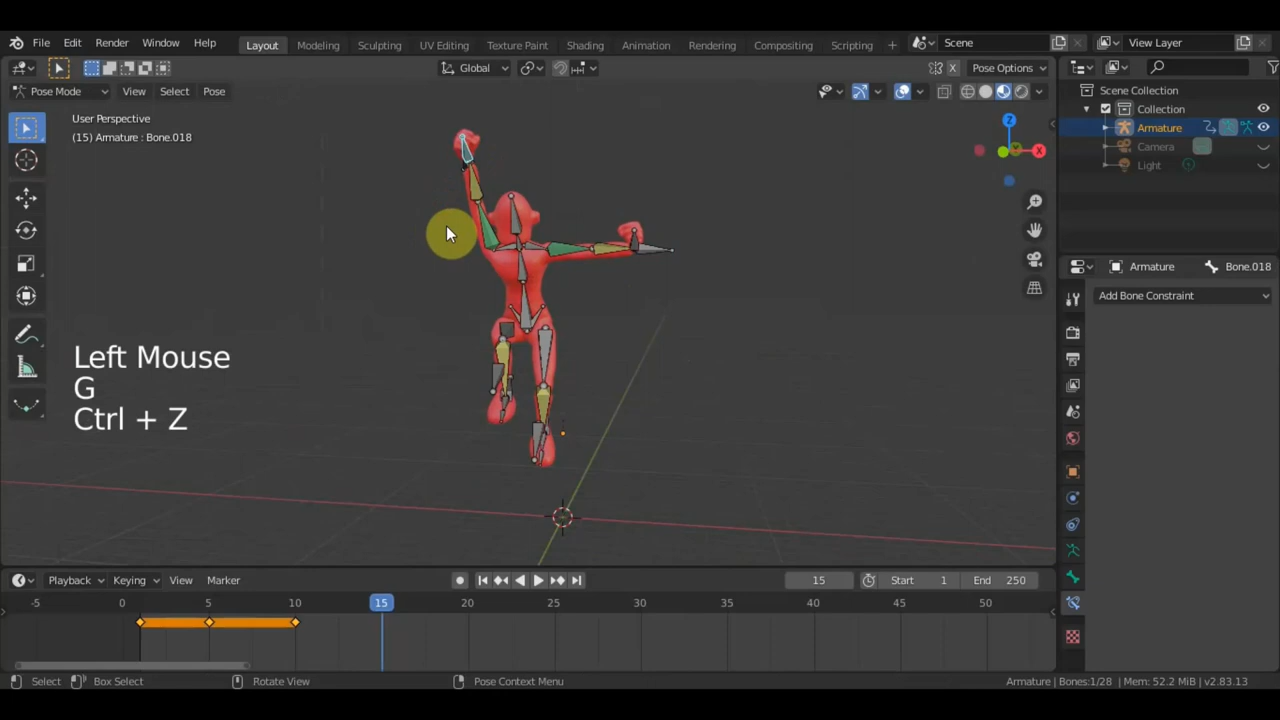 File Edit Render Window Help Layout Modeling Sculpting UV Editing Texture Paint Shading Animation Rendering Compositing Scripting + Scene View Layer
Global X Pose Options
Pose Mode View Select Pose
User Perspective
(15) Armature : Bone.018
Z
X
Y
Scene Collection
Collection
Armature
Camera
Light
Armature Bone.018
Add Bone Constraint
Left Mouse
G
Ctrl + Z
Playback Keying View Marker 15 Start 1 End 250
-5 0 5 10 15 20 25 30 35 40 45 50
Select Box Select Rotate View Pose Context Menu Armature | Bones:1/28 | Mem: 52.2 MiB | v2.83.13